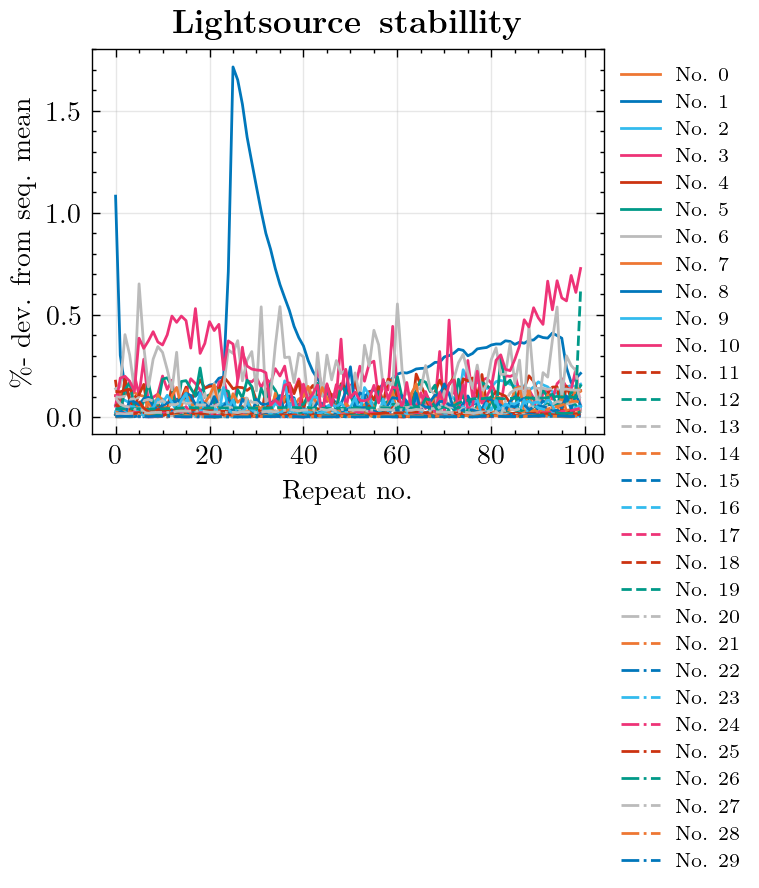 Lightsource stabillity
%- dev. from seq. mean
1.5
1.0
0.5
0.0
0 20 40 60 80 100
Repeat no.
No. 0
No. 1
No. 2
No. 3
No. 4
No. 5
No. 6
No. 7
No. 8
No. 9
No. 10
No. 11
No. 12
No. 13
No. 14
No. 15
No. 16
No. 17
No. 18
No. 19
No. 20
No. 21
No. 22
No. 23
No. 24
No. 25
No. 26
No. 27
No. 28
No. 29